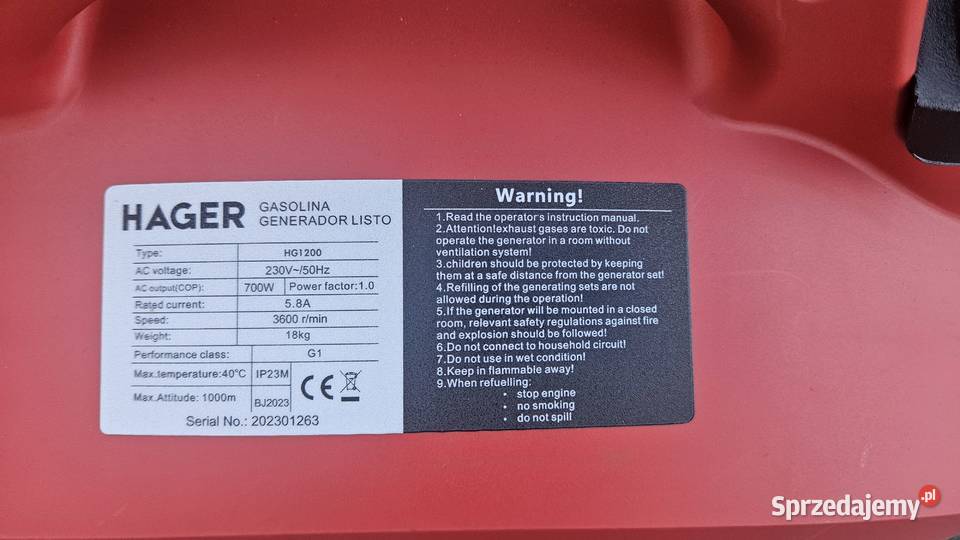 HAGER GASOLINA
GENERADOR LISTO
Type: HG1200
AC voltage: 230V~/50Hz
AC output(COP): 700W Power factor:1.0
Rated current: 5.8A
Speed: 3600 r/min
Weight: 18kg
Performance class: G1
Max.temperature:40°C IP23M
Max.Attitude: 1000m BJ2023
CE
Serial No.: 202301263
Warning!
1.Read the operator's instruction manual.
2.Attention!exhaust gases are toxic. Do not
operate the generator in a room without
ventilation system!
3.children should be protected by keeping
them at a safe distance from the generator set!
4.Refilling of the generating sets are not
allowed during the operation!
5.If the generator will be mounted in a closed
room, relevant safety regulations against fire
and explosion should be followed!
6.Do not connect to household circuit!
7.Do not use in wet condition!
8.Keep in flammable away!
9.When refuelling:
• stop engine
• no smoking
• do not spill
Sprzedajemy .pl